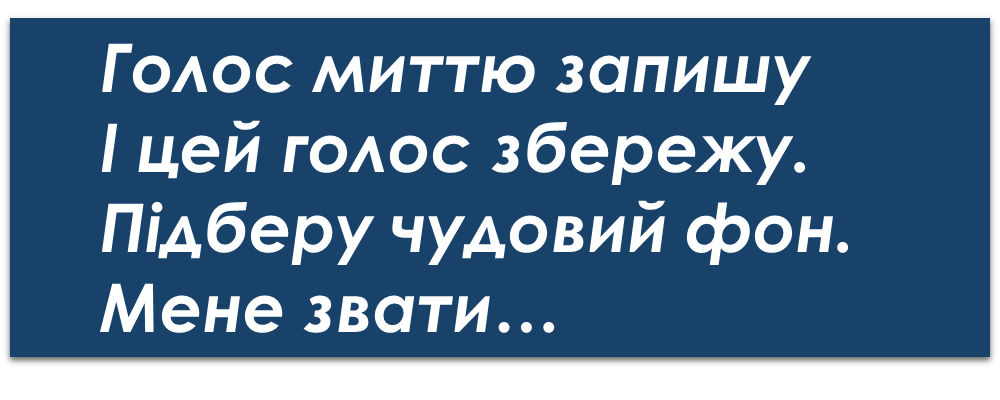 Голос миттю запишу
І цей голос збережу.
Підберу чудовий фон.
Мене звати…